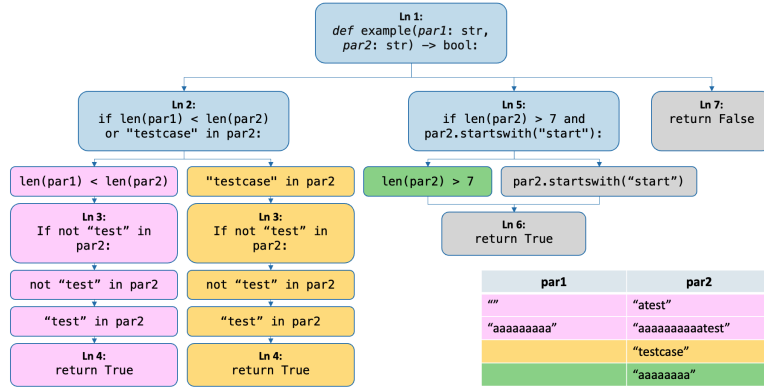 Ln 1:
def example(par1: str,
par2: str) -> bool:
Ln 2:
if len(par1) < len(par2)
or "testcase" in par2:
Ln 5:
if len(par2) > 7 and
par2.startswith("start"):
Ln 7:
return False
len(par1) < len(par2)
"testcase" in par2
len(par2) > 7
par2.startswith(“start”)
Ln 3:
If not “test” in
par2:
Ln 3:
If not “test” in
par2:
Ln 6:
return True
not “test” in par2
not “test” in par2
“test” in par2
“test” in par2
Ln 4:
return True
Ln 4:
return True
par1 par2
“” “atest”
“aaaaaaaaa” “aaaaaaaaaatest”
“testcase”
“aaaaaaaa”